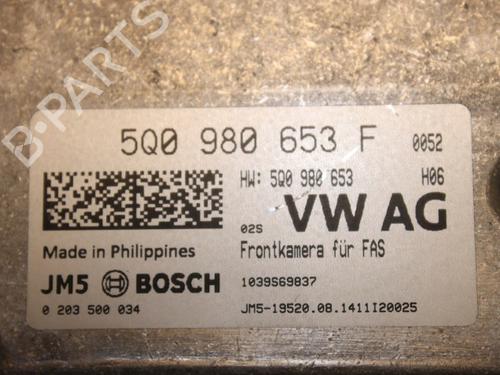 B-PARTS
5Q0 980 653 F 0052
HW: 5Q0 980 653 H06
02S VW AG
Made in Philippines Frontkamera für FAS
JM5 BOSCH 1039S69837
0 203 500 034 JM5-19520.08.1411I20025